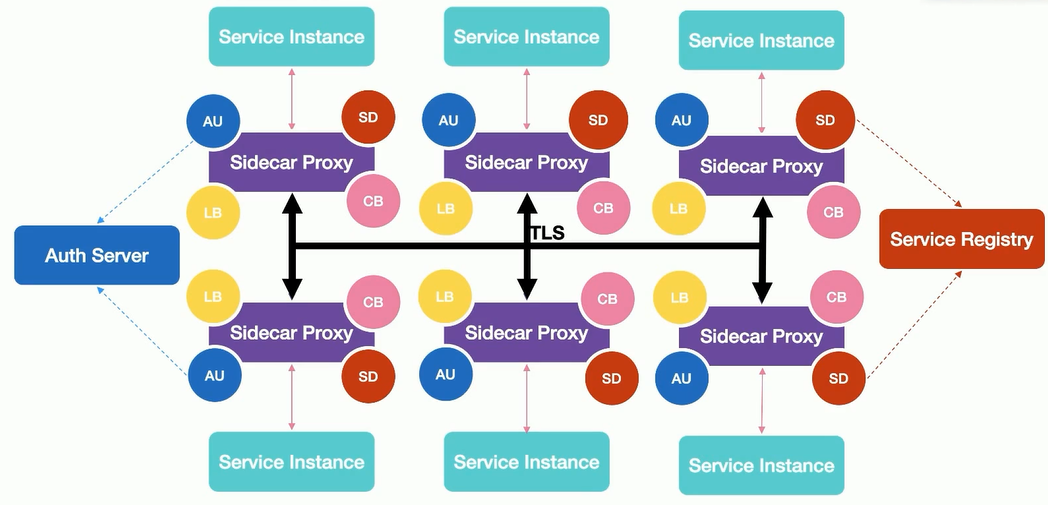 Service Instance
Service Instance
Service Instance
AU
SD
AU
SD
AU
SD
Sidecar Proxy
Sidecar Proxy
Sidecar Proxy
LB
CB
LB
CB
LB
CB
TLS
Auth Server
Service Registry
LB
CB
LB
CB
LB
CB
Sidecar Proxy
Sidecar Proxy
Sidecar Proxy
AU
SD
AU
SD
AU
SD
Service Instance
Service Instance
Service Instance